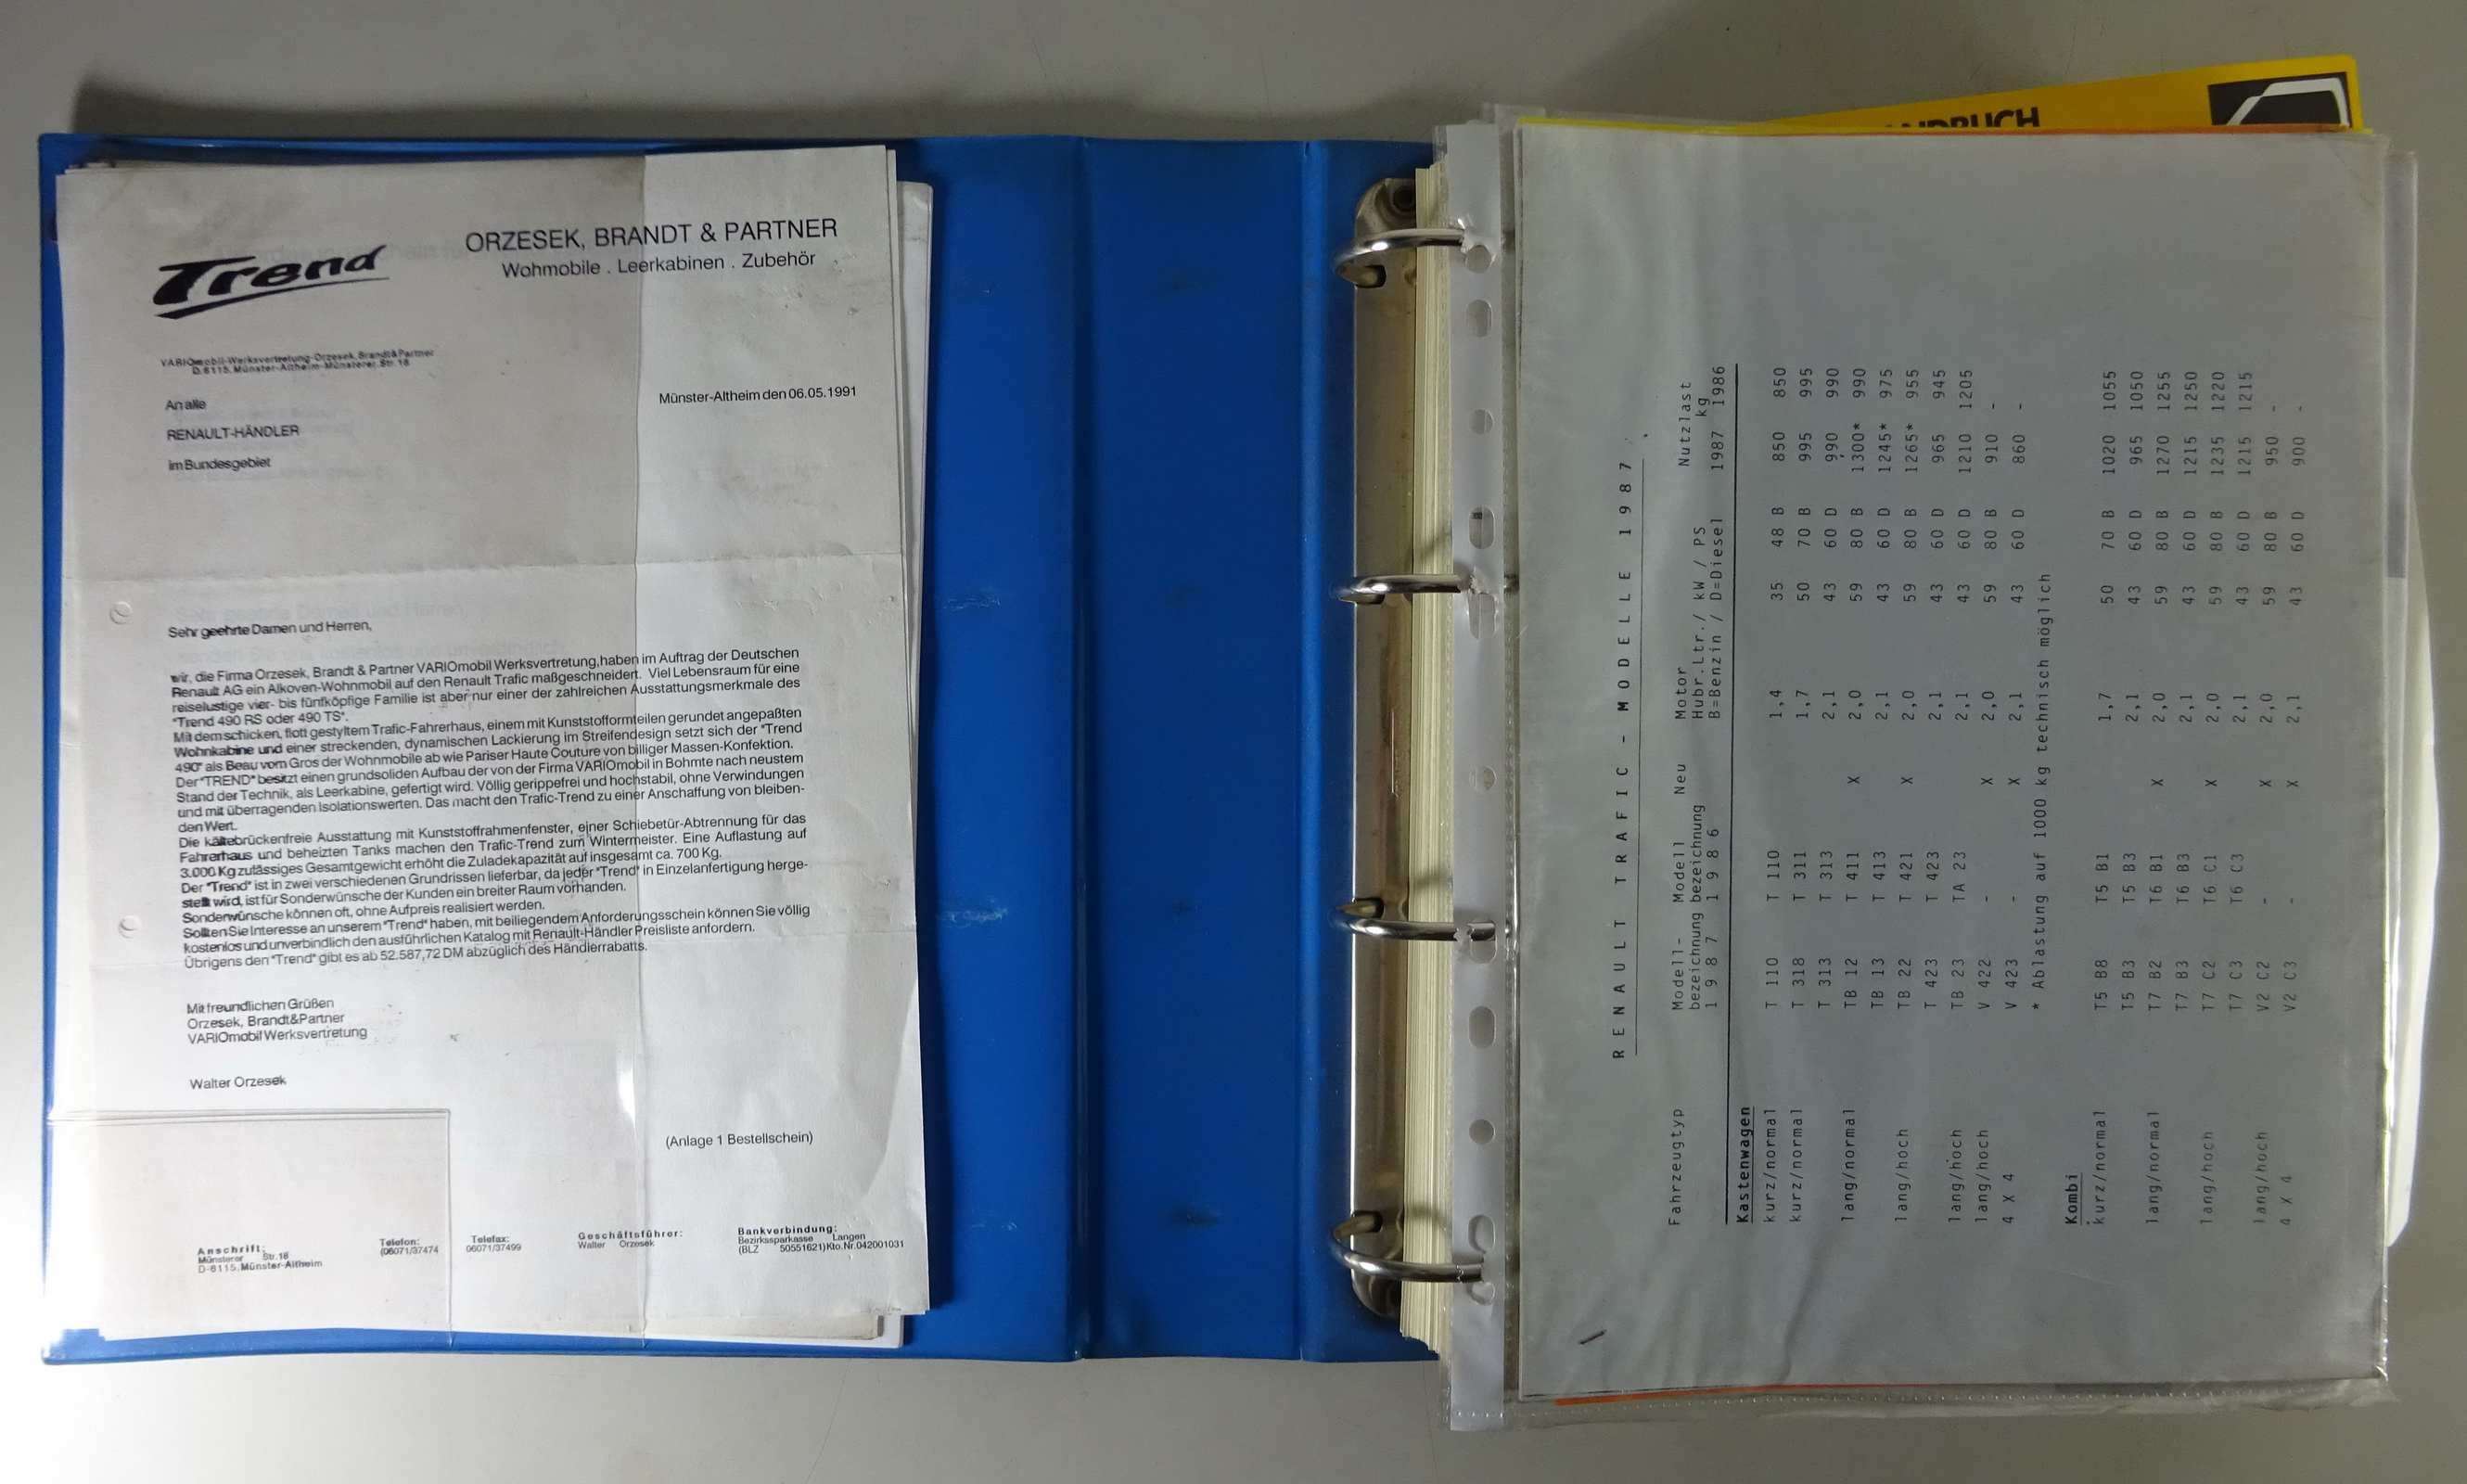 Trend
ORZESEK, BRANDT & PARTNER
Wohmobile . Leerkabinen . Zubehör
VARIOmobil-Werksvertretung-Orzesek,Brandt&Partner
D.6115.Münster-Altheim-Münsterer.Str.18
An alle
Münster-Altheim den 06.05.1991
RENAULT-HÄNDLER
im Bundesgebiet
Sehr geehrte Damen und Herren,
wir, die Firma Orzesek, Brandt & Partner VARIOmobil Werksvertretung,haben im Auftrag der Deutschen
Renault AG ein Alkoven-Wohnmobil auf den Renault Trafic maßgeschneidert. Viel Lebensraum für eine
reiselustige vier- bis fünfköpfige Familie ist aber nur einer der zahlreichen Ausstattungsmerkmale des
"Trend 490 RS oder 490 TS".
Mit dem schicken, flott gestyltem Trafic-Fahrerhaus, einem mit Kunststofformteilen gerundet angepaßten
Wohnkabine und einer streckenden, dynamischen Lackierung im Streifendesign setzt sich der "Trend
490" als Beau vom Gros der Wohnmobile ab wie Pariser Haute Couture von billiger Massen-Konfektion.
Der "TREND" besitzt einen grundsoliden Aufbau der von der Firma VARIOmobil in Bohmte nach neustem
Stand der Technik, als Leerkabine, gefertigt wird. Völlig gerippefrei und hochstabil, ohne Verwindungen
und mit überragenden Isolationswerten. Das macht den Trafic-Trend zu einer Anschaffung von bleiben-
den Wert.
Die kältebrückenfreie Ausstattung mit Kunststoffrahmenfenster, einer Schiebetür-Abtrennung für das
Fahrerhaus und beheizten Tanks machen den Trafic-Trend zum Wintermeister. Eine Auflastung auf
3.000 Kg zulässiges Gesamtgewicht erhöht die Zuladekapazität auf insgesamt ca. 700 Kg.
Der "Trend" ist in zwei verschiedenen Grundrissen lieferbar, da jeder "Trend" in Einzelanfertigung herge-
stellt wird, ist für Sonderwünsche der Kunden ein breiter Raum vorhanden.
Sonderwünsche können oft, ohne Aufpreis realisiert werden.
Sollten Sie Interesse an unserem "Trend" haben, mit beiliegendem Anforderungsschein können Sie völlig
kostenlos und unverbindlich den ausführlichen Katalog mit Renault-Händler Preisliste anfordern.
Übrigens den "Trend" gibt es ab 52.587,72 DM abzüglich des Händlerrabatts.
Mit freundlichen Grüßen
Orzesek, Brandt&Partner
VARIOmobil Werksvertretung
Walter Orzesek
(Anlage 1 Bestellschein)
Anschrift: Telefon: Telefax: Geschäftsführer: Bankverbindung:
Münsterer Str.18 (06071/37474 06071/37499 Walter Orzesek Bezirkssparkasse Langen
D-6115.Münster-Altheim (BLZ 50551621)Kto.Nr.042001031
HANDBUCH
RENAULT TRAFIC - MODELLE 1987
Fahrzeugtyp Modell- Modell Neu Motor Nutzlast
bezeichnung bezeichnung Hubr.Ltr./ kW / PS kg
1987 1986 B=Benzin / D=Diesel 1987 1986
Kastenwagen
kurz/normal T 110 T 110 1,4 35 48 B 850 850
kurz/normal T 318 T 311 1,7 50 70 B 995 995
T 313 T 313 2,1 43 60 D 990 990
lang/normal TB 12 T 411 X 2,0 59 80 B 1300* 990
TB 13 T 413 2,1 43 60 D 1245* 975
lang/hoch TB 22 T 421 X 2,0 59 80 B 1265* 955
T 423 T 423 2,1 43 60 D 965 945
lang/hoch TB 23 TA 23 2,1 43 60 D 1210 1205
lang/hoch V 422 - X 2,0 59 80 B 910 -
4 X 4 V 423 - X 2,1 43 60 D 860 -
* Ablastung auf 1000 kg technisch möglich
Kombi
kurz/normal T5 B8 T5 B1 1,7 50 70 B 1020 1055
T5 B3 T5 B3 2,1 43 60 D 965 1050
lang/normal T7 B2 T6 B1 X 2,0 59 80 B 1270 1255
T7 B3 T6 B3 2,1 43 60 D 1215 1250
lang/hoch T7 C2 T6 C1 X 2,0 59 80 B 1235 1220
T7 C3 T6 C3 2,1 43 60 D 1215 1215
lang/hoch V2 C2 - X 2,0 59 80 B 950 -
4 X 4 V2 C3 - X 2,1 43 60 D 900 -